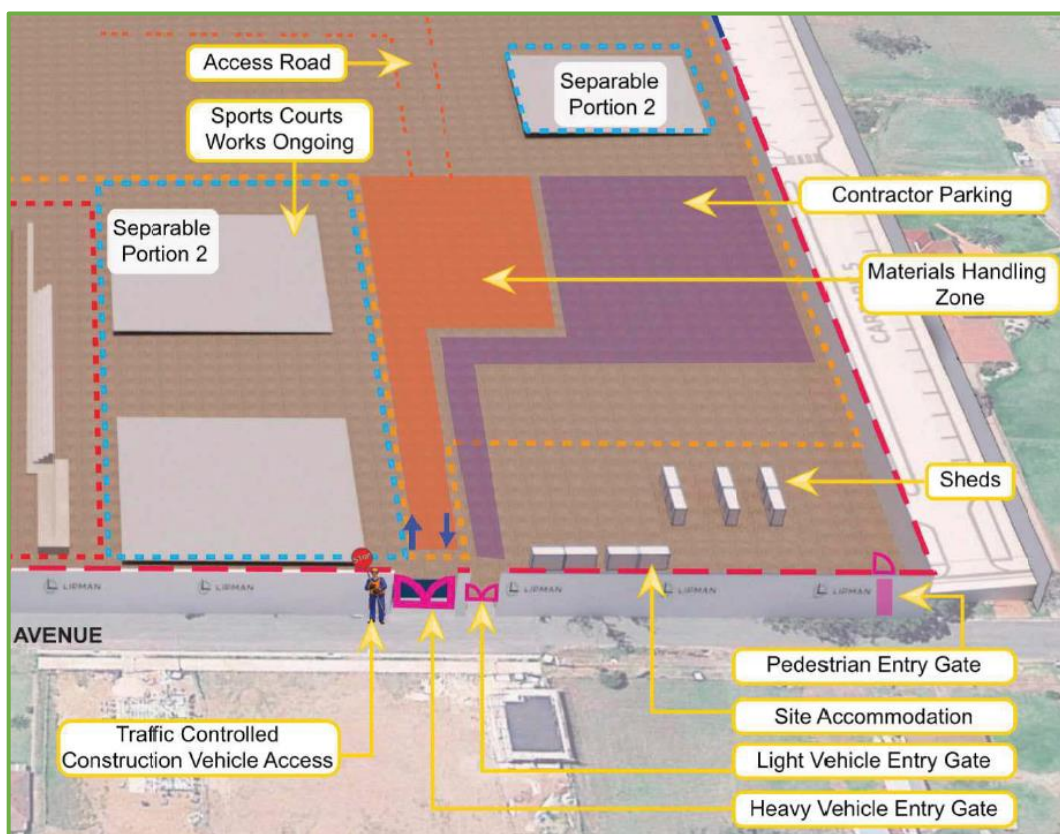 Access Road
Separable
Portion 2
Sports Courts
Works Ongoing
Contractor Parking
Separable
Portion 2
Materials Handling
Zone
Sheds
STOP
LIPMAN
LIPMAN
LIPMAN
LIPMAN
LIPMAN
AVENUE
Pedestrian Entry Gate
Site Accommodation
Traffic Controlled
Construction Vehicle Access
Light Vehicle Entry Gate
Heavy Vehicle Entry Gate